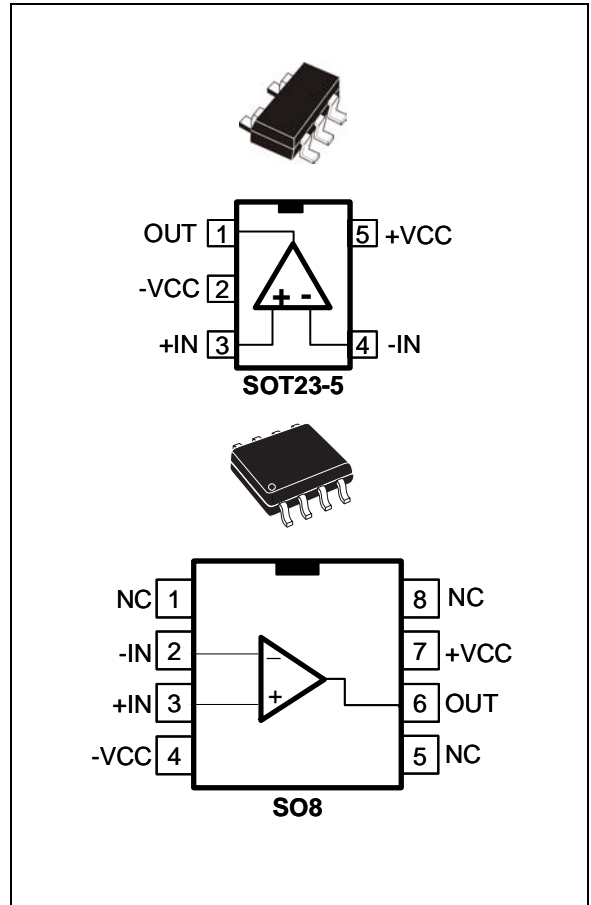 OUT 1 5 +VCC
-VCC 2
+ -
+IN 3 4 -IN
SOT23-5
NC 1 8 NC
-IN 2 – 7 +VCC
+IN 3 + 6 OUT
-VCC 4 5 NC
SO8